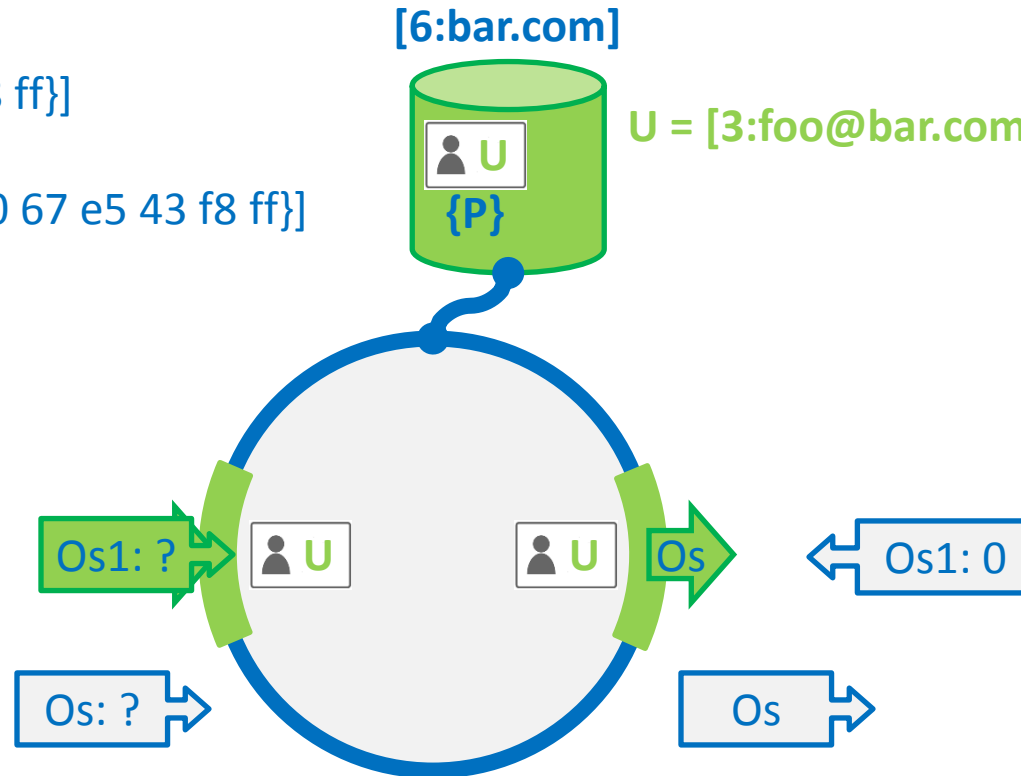 [6:bar.com]
ff}]
U = [3:foo@bar.com
U
{P}
67 e5 43 f8 ff}]
Os1: ?
U
U
Os
Os1: 0
Os: ?
Os